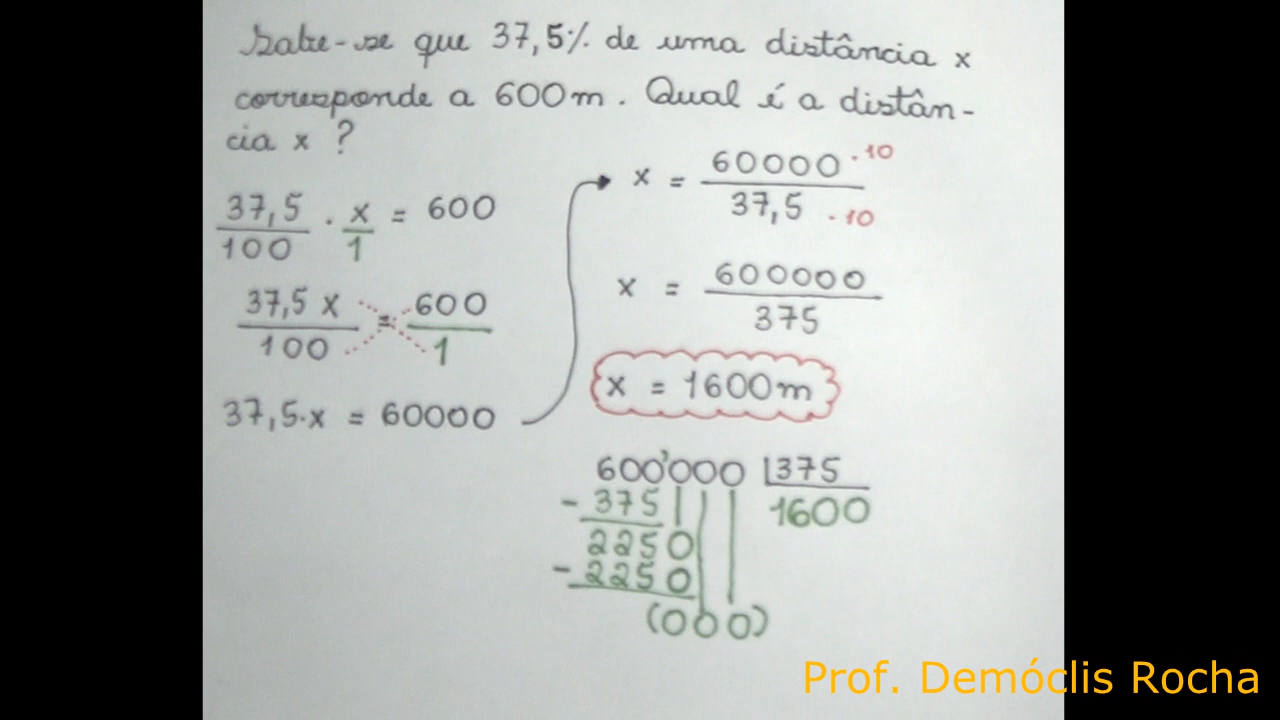 Sabe-se que 37,5% de uma distância x
corresponde a 600m. Qual é a distân-
cia x ?
37,5/100 · x/1 = 600
37,5 x/100 = 600/1
37,5·x = 60000
x = 60000·10/37,5·10
x = 600000/375
x = 1600m
600'000 375
- 375 1600
2250
- 2250
(000)
Prof. Demóclis Rocha